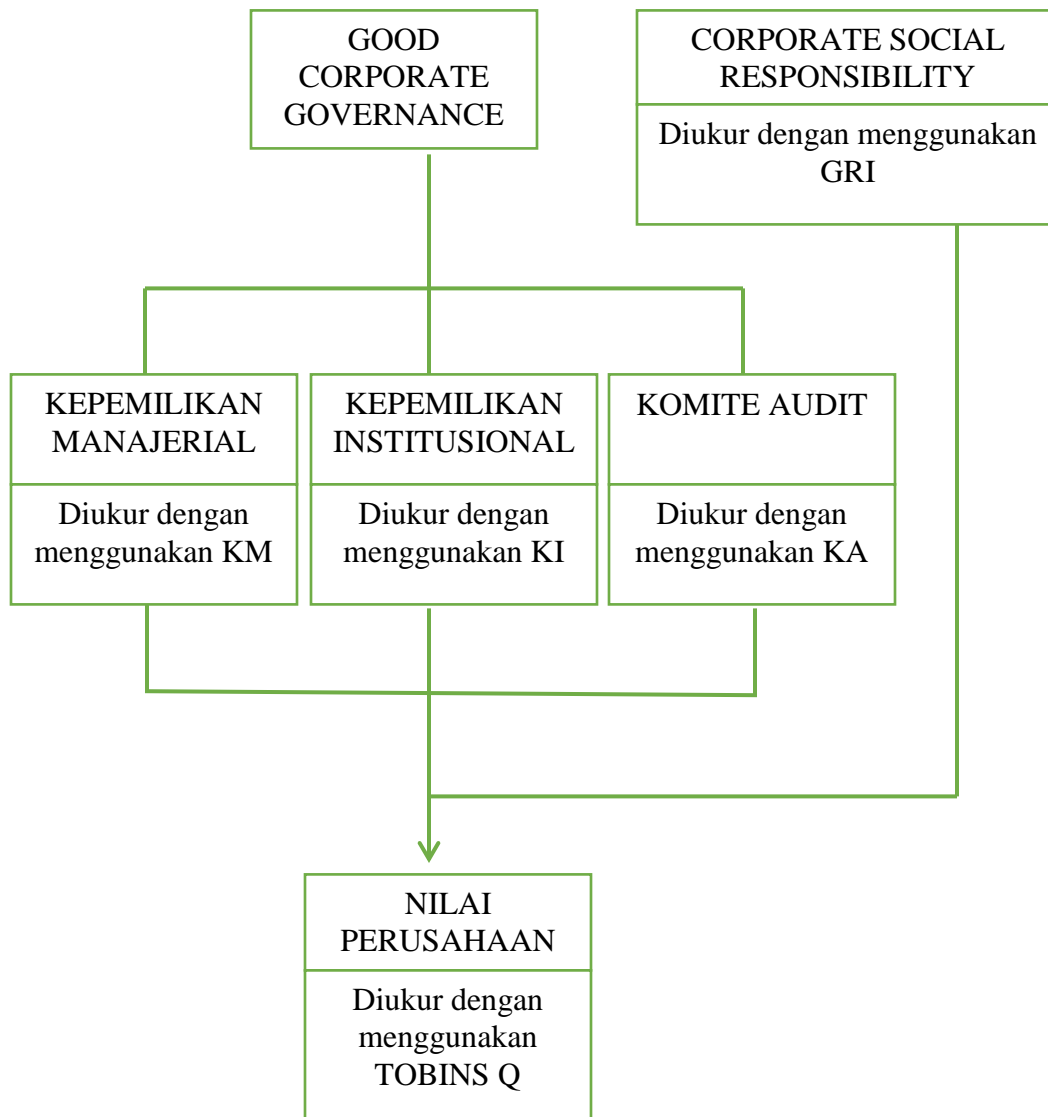 GOOD
CORPORATE
GOVERNANCE
CORPORATE SOCIAL
RESPONSIBILITY
Diukur dengan menggunakan
GRI
KEPEMILIKAN
MANAJERIAL
Diukur dengan
menggunakan KM
KEPEMILIKAN
INSTITUSIONAL
Diukur dengan
menggunakan KI
KOMITE AUDIT
Diukur dengan
menggunakan KA
NILAI
PERUSAHAAN
Diukur dengan
menggunakan
TOBINS Q